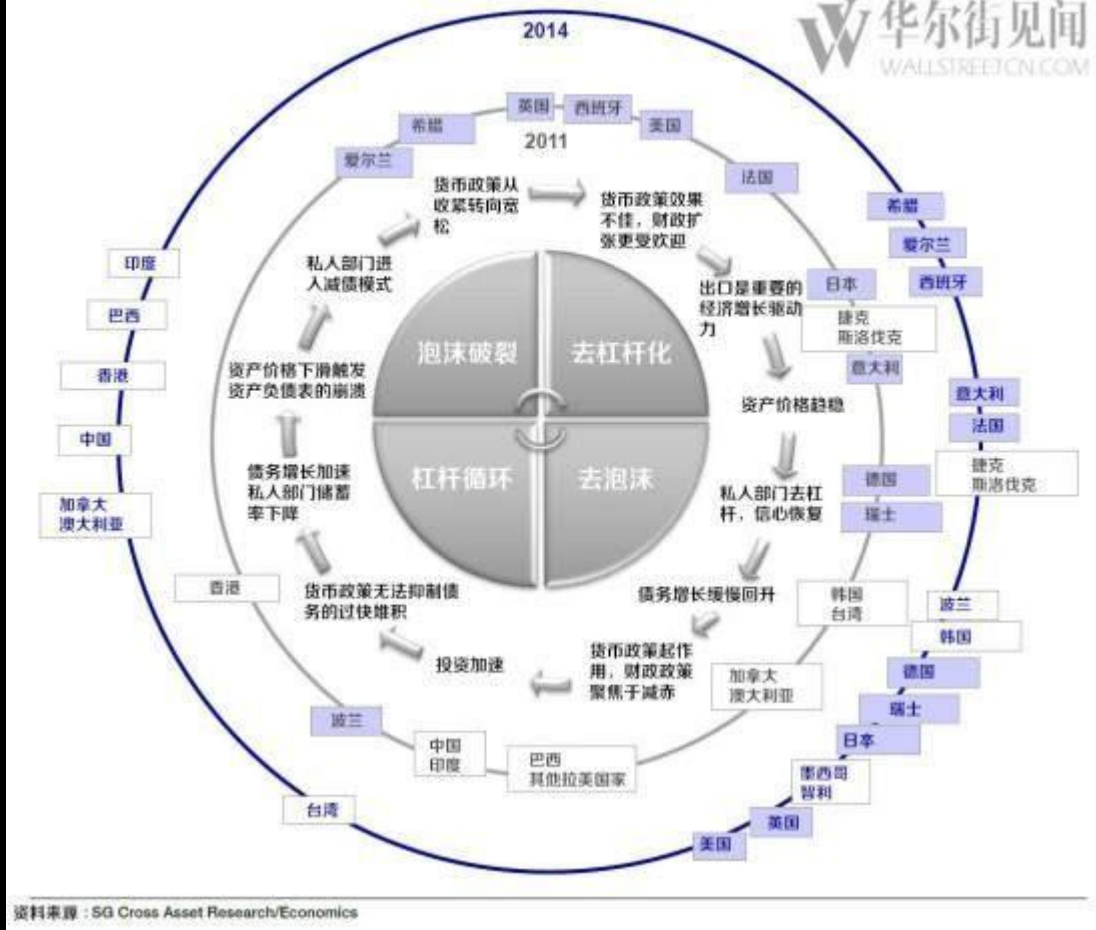 华尔街见闻
WALLSTREETCN.COM
2014
英国
西班牙
美国
希腊
爱尔兰
2011
法国
货币政策从
收紧转向宽
松
货币政策效果
不佳，财政扩
张更受欢迎
希腊
爱尔兰
西班牙
印度
巴西
香港
中国
加拿大
澳大利亚
私人部门进
入减债模式
出口是重要的
经济增长驱动
力
日本
捷克
斯洛伐克
意大利
泡沫破裂
去杠杆化
资产价格下滑触发
资产负债表的崩溃
资产价格趋稳
意大利
法国
捷克
斯洛伐克
杠杆循环
去泡沫
债务增长加速
私人部门储蓄
率下降
私人部门去杠
杆，信心恢复
德国
瑞士
香港
货币政策无法抑制债
务的过快堆积
债务增长缓慢回升
韩国
台湾
波兰
韩国
德国
瑞士
日本
墨西哥
智利
英国
美国
投资加速
货币政策起作
用，财政政策
聚焦于减赤
加拿大
澳大利亚
波兰
中国
印度
巴西
其他拉美国家
台湾
资料来源：SG Cross Asset Research/Economics